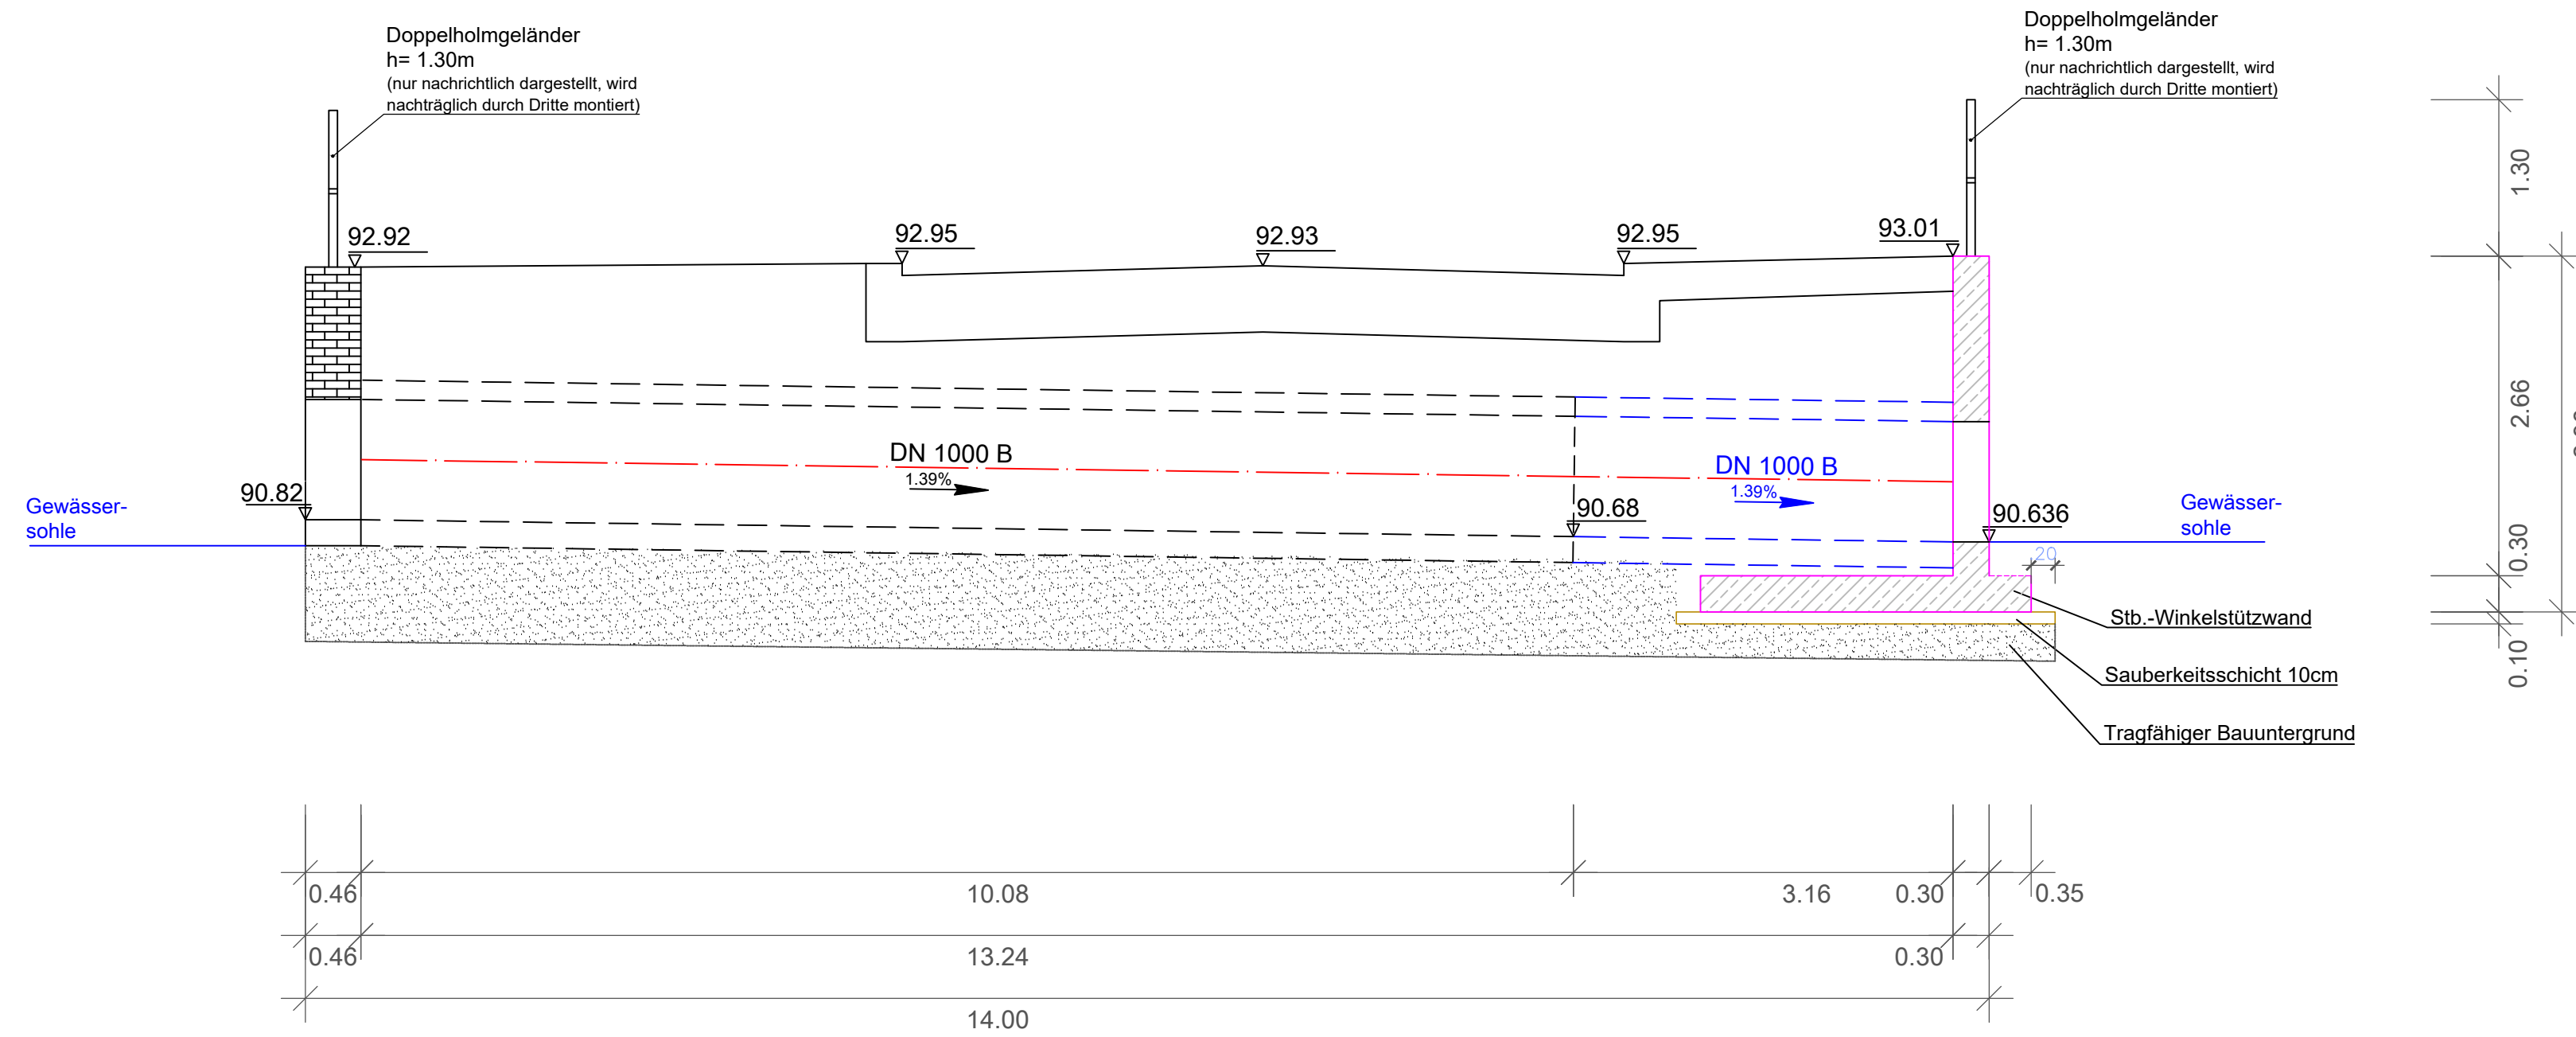 Doppelholmgeländer
h= 1.30m
(nur nachrichtlich dargestellt, wird
nachträglich durch Dritte montiert)
Doppelholmgeländer
h= 1.30m
(nur nachrichtlich dargestellt, wird
nachträglich durch Dritte montiert)
1.30
92.92
92.95
92.93
92.95
93.01
2.66
DN 1000 B
1.39%
DN 1000 B
1.39%
90.82
90.68
90.636
Gewässer-
sohle
Gewässer-
sohle
20
0.30
Stb.-Winkelstützwand
Sauberkeitsschicht 10cm
0.10
Tragfähiger Bauuntergrund
0.46
10.08
3.16
0.30
0.35
0.46
13.24
0.30
14.00